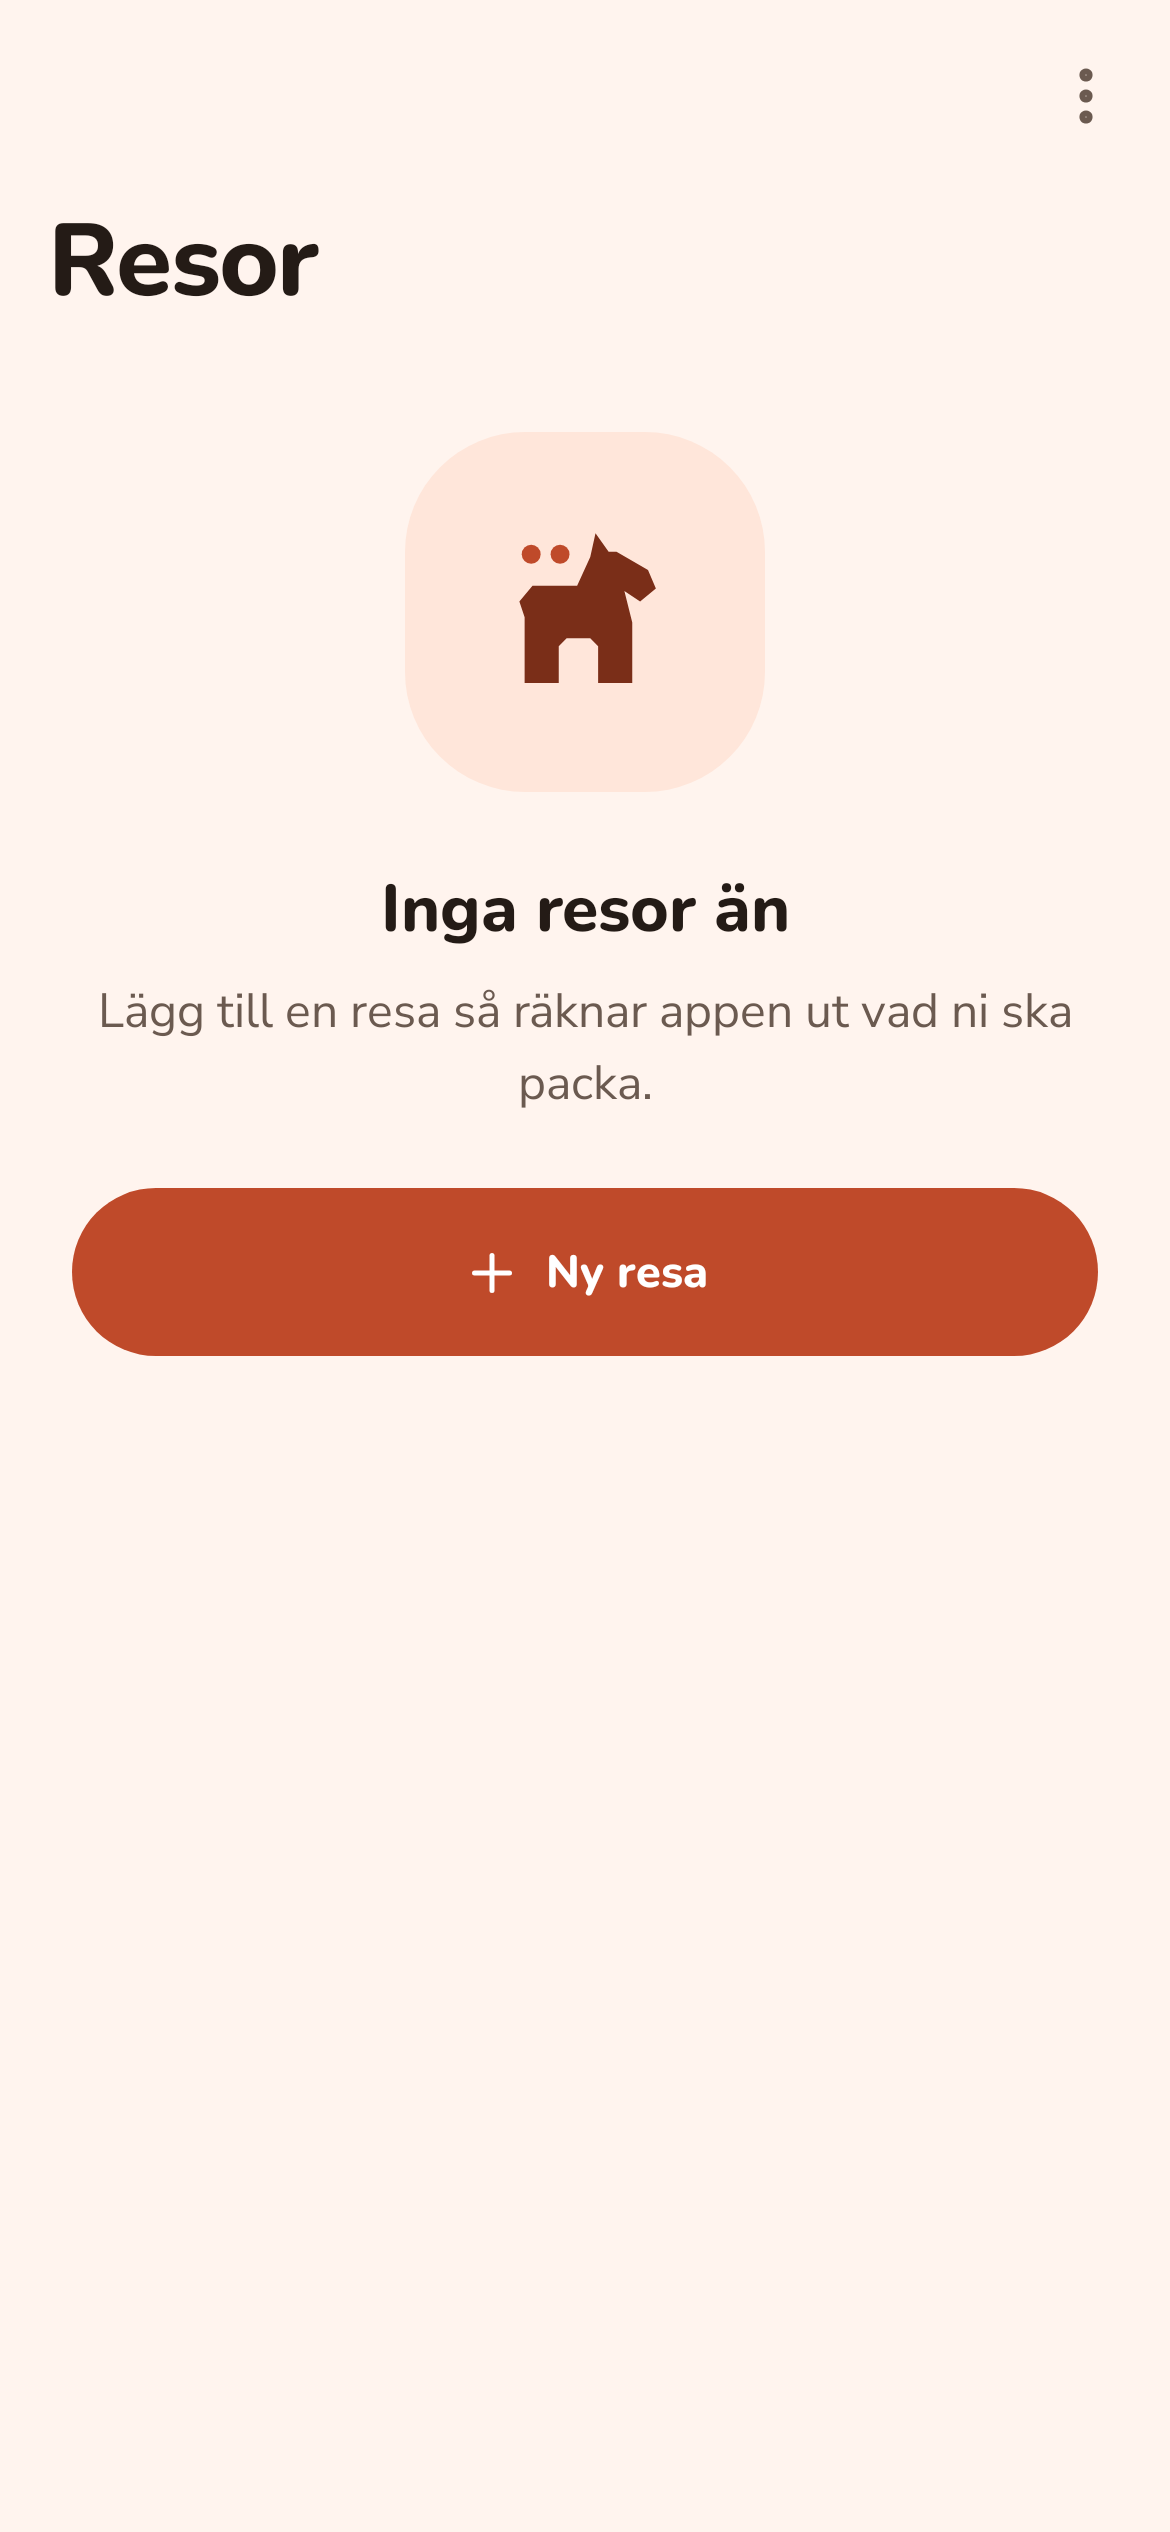 Resor
Inga resor än
Lägg till en resa så räknar appen ut vad ni ska
packa.
Ny resa